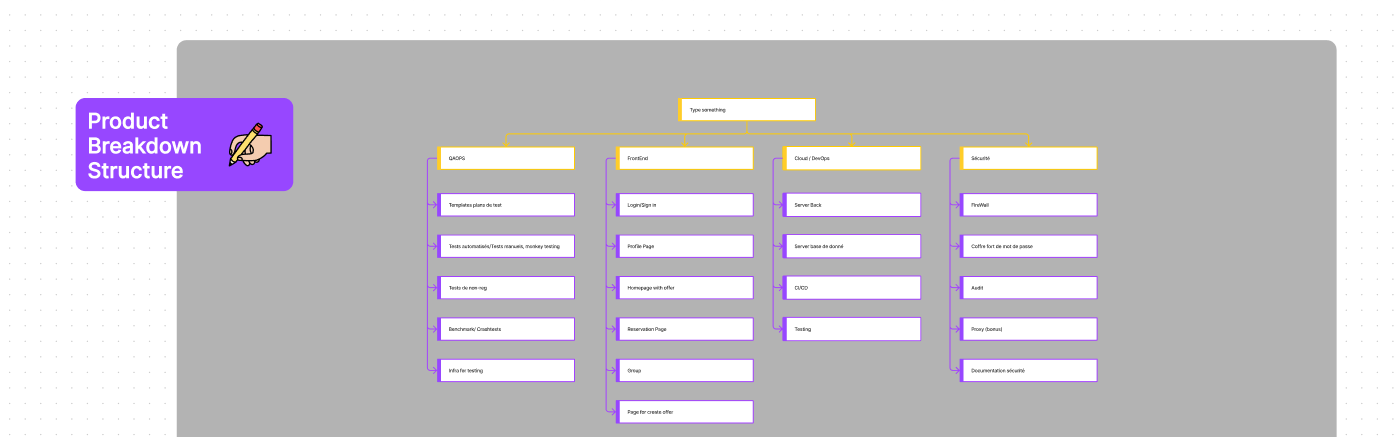 Product
Breakdown
Structure
Type something
QAOPS
Templates plans de test
Tests automatisés/Tests manuels, monkey testing
Tests de non-reg
Benchmark/ Crashtests
Infra for testing
FrontEnd
Login/Sign in
Profile Page
Homepage with offer
Reservation Page
Group
Page for create offer
Cloud / DevOps
Server Back
Server base de donné
CI/CD
Testing
Sécurité
FireWall
Coffre fort de mot de passe
Audit
Proxy (bonus)
Documentation sécurité